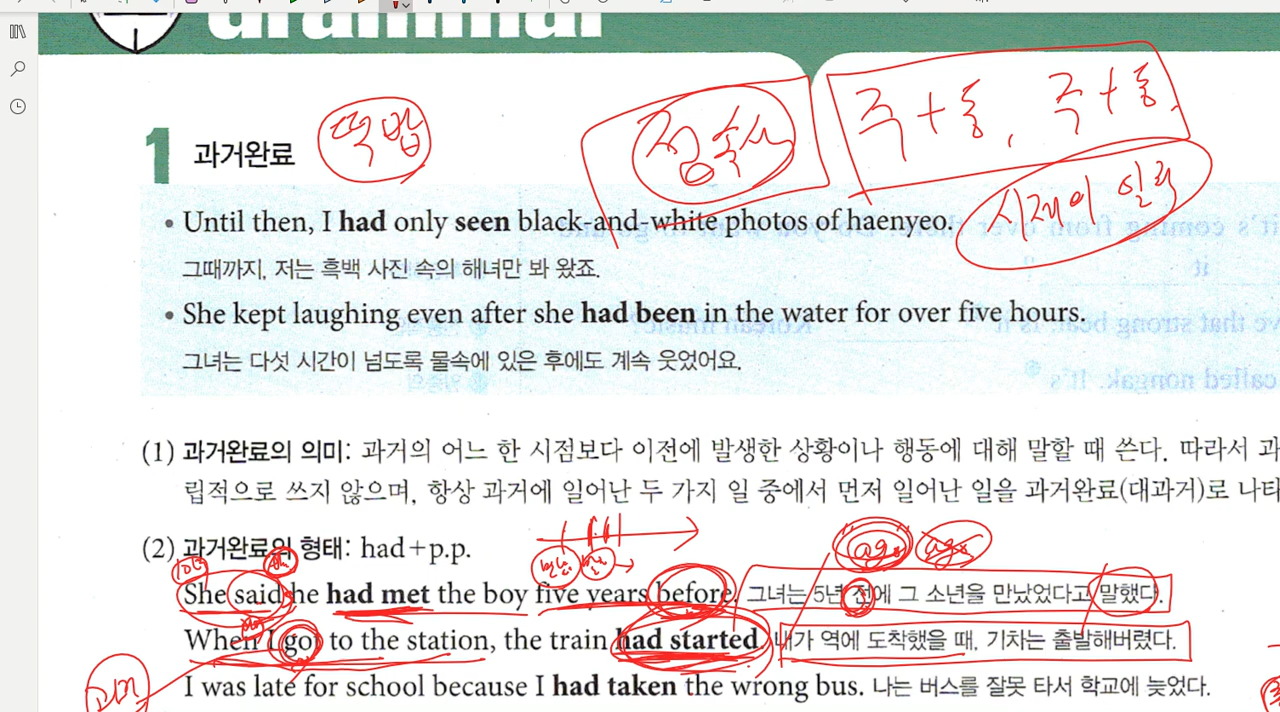 Grammar
1 과거완료 떡밥
접속사
주+동, 주+동
시제의 일치
• Until then, I had only seen black-and-white photos of haenyeo.
그때까지, 저는 흑백 사진 속의 해녀만 봐 왔죠.
• She kept laughing even after she had been in the water for over five hours.
그녀는 다섯 시간이 넘도록 물속에 있은 후에도 계속 웃었어요.
(1) 과거완료의 의미: 과거의 어느 한 시점보다 이전에 발생한 상황이나 행동에 대해 말할 때 쓴다. 따라서 과
립적으로 쓰지 않으며, 항상 과거에 일어난 두 가지 일 중에서 먼저 일어난 일을 과거완료(대과거)로 나타
(2) 과거완료의 형태: had+p.p.
ago ago
She said he had met the boy five years before. 그녀는 5년 전에 그 소년을 만났었다고 말했다.
When I got to the station, the train had started. 내가 역에 도착했을 때, 기차는 출발해버렸다.
I was late for school because I had taken the wrong bus. 나는 버스를 잘못 타서 학교에 늦었다.